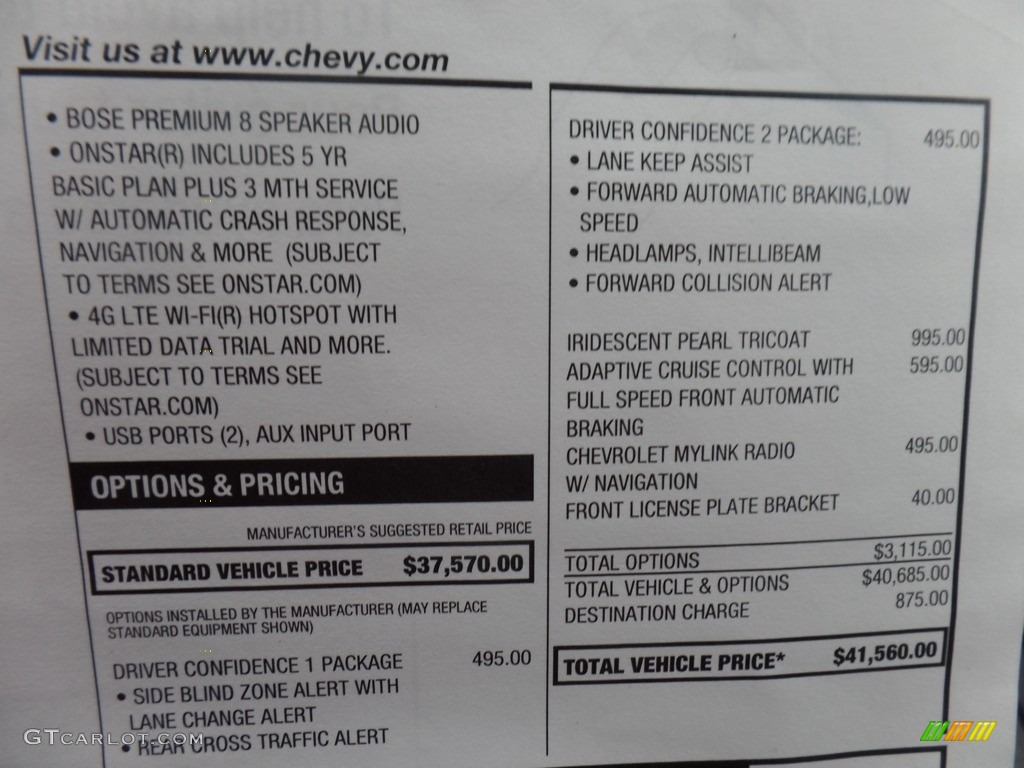 Visit us at www.chevy.com
• BOSE PREMIUM 8 SPEAKER AUDIO
• ONSTAR(R) INCLUDES 5 YR
BASIC PLAN PLUS 3 MTH SERVICE
W/ AUTOMATIC CRASH RESPONSE,
NAVIGATION & MORE (SUBJECT
TO TERMS SEE ONSTAR.COM)
• 4G LTE WI-FI(R) HOTSPOT WITH
LIMITED DATA TRIAL AND MORE.
(SUBJECT TO TERMS SEE
ONSTAR.COM)
• USB PORTS (2), AUX INPUT PORT
OPTIONS & PRICING
MANUFACTURER'S SUGGESTED RETAIL PRICE
STANDARD VEHICLE PRICE $37,570.00
OPTIONS INSTALLED BY THE MANUFACTURER (MAY REPLACE
STANDARD EQUIPMENT SHOWN)
DRIVER CONFIDENCE 1 PACKAGE 495.00
• SIDE BLIND ZONE ALERT WITH
LANE CHANGE ALERT
• REAR CROSS TRAFFIC ALERT
DRIVER CONFIDENCE 2 PACKAGE: 495.00
• LANE KEEP ASSIST
• FORWARD AUTOMATIC BRAKING,LOW
SPEED
• HEADLAMPS, INTELLIBEAM
• FORWARD COLLISION ALERT
IRIDESCENT PEARL TRICOAT 995.00
ADAPTIVE CRUISE CONTROL WITH 595.00
FULL SPEED FRONT AUTOMATIC
BRAKING
CHEVROLET MYLINK RADIO 495.00
W/ NAVIGATION
FRONT LICENSE PLATE BRACKET 40.00
TOTAL OPTIONS $3,115.00
TOTAL VEHICLE & OPTIONS $40,685.00
DESTINATION CHARGE 875.00
TOTAL VEHICLE PRICE* $41,560.00
GTcarlot.com